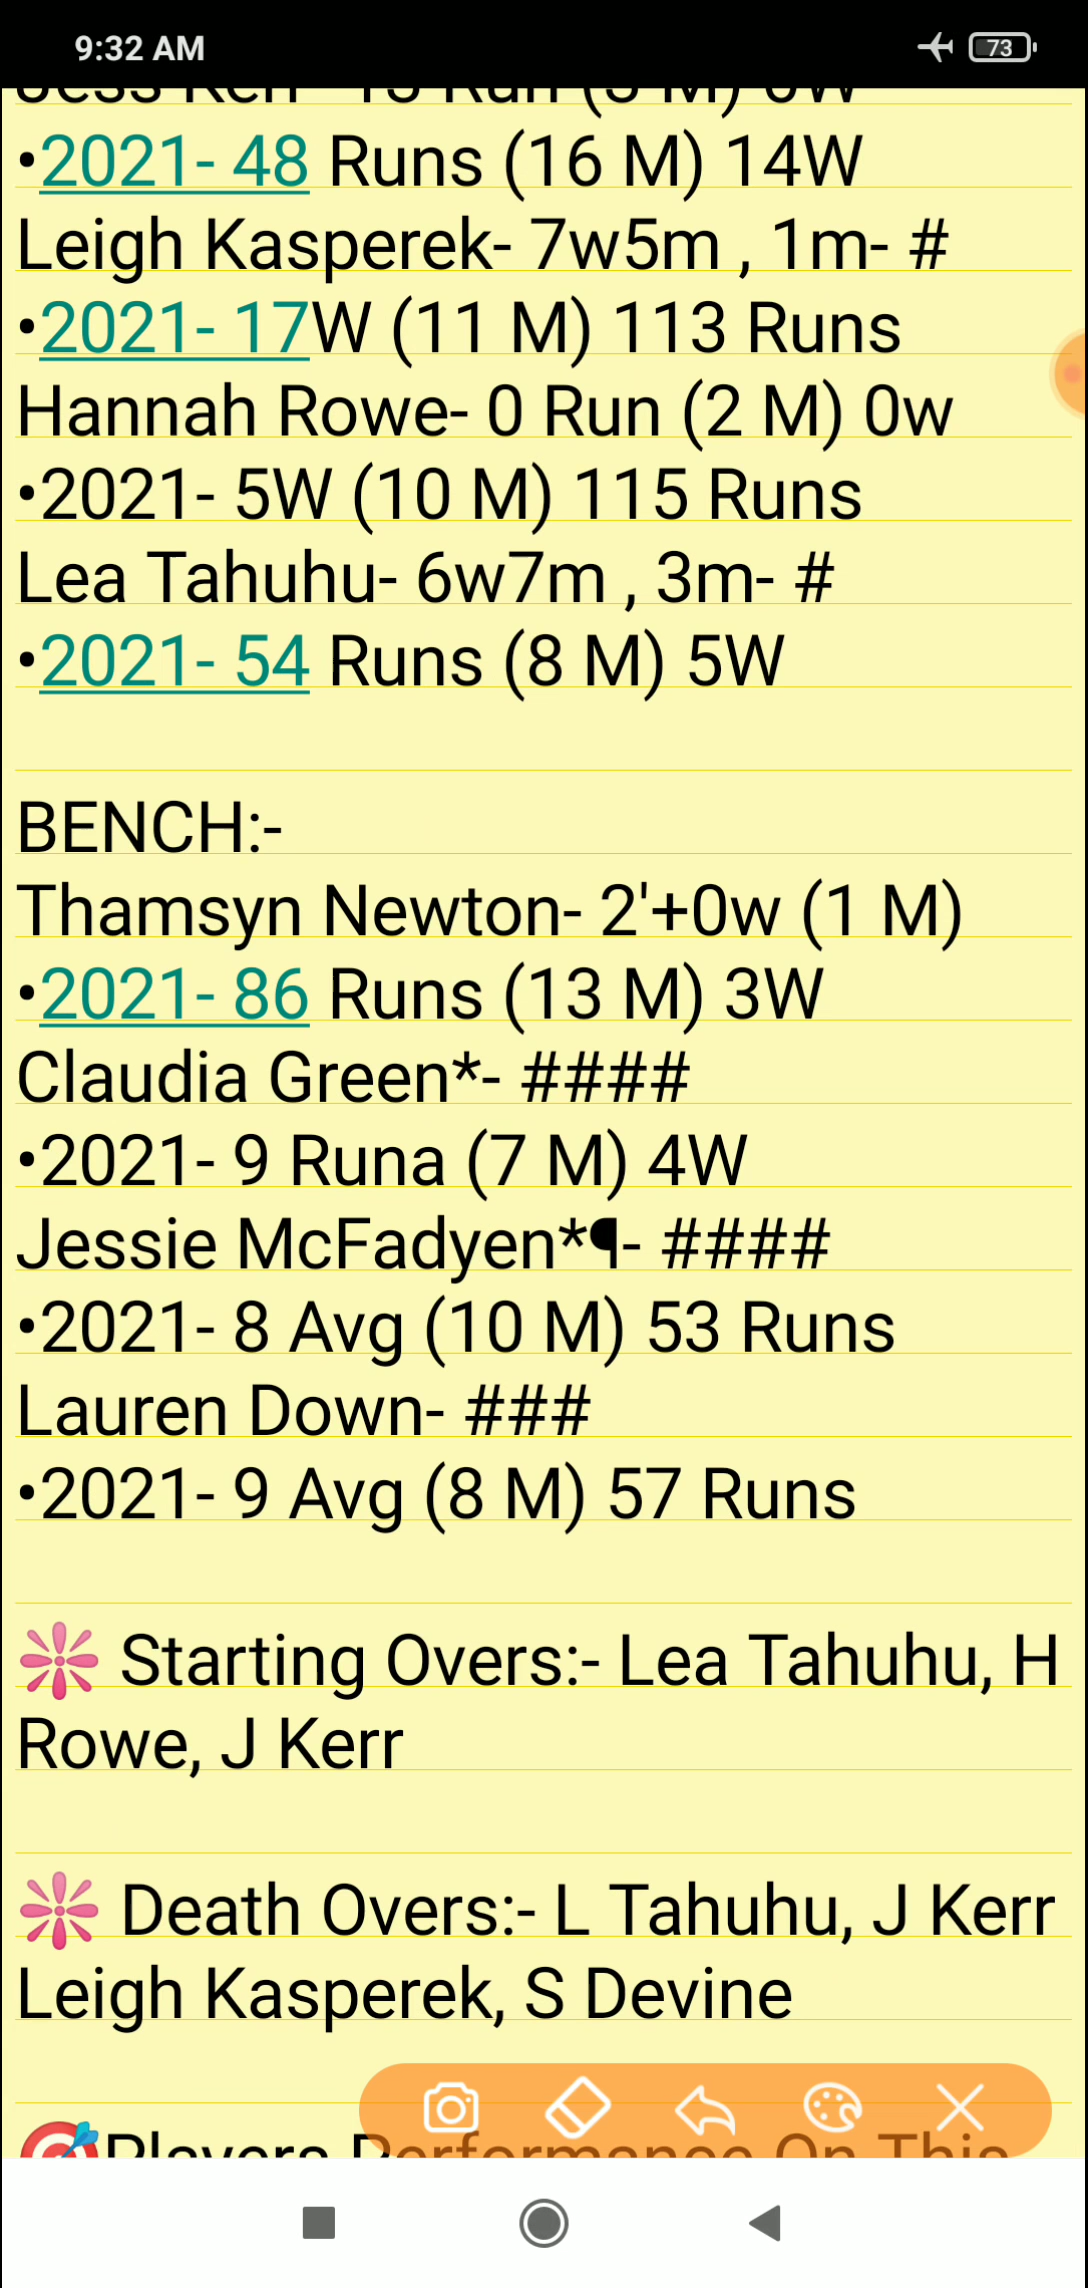 9:32 AM 73
•2021- 48 Runs (16 M) 14W
Leigh Kasperek- 7w5m , 1m- #
•2021- 17W (11 M) 113 Runs
Hannah Rowe- 0 Run (2 M) 0w
•2021- 5W (10 M) 115 Runs
Lea Tahuhu- 6w7m , 3m- #
•2021- 54 Runs (8 M) 5W
BENCH:-
Thamsyn Newton- 2'+0w (1 M)
•2021- 86 Runs (13 M) 3W
Claudia Green*- ####
•2021- 9 Runa (7 M) 4W
Jessie McFadyen*¶- ####
•2021- 8 Avg (10 M) 53 Runs
Lauren Down- ###
•2021- 9 Avg (8 M) 57 Runs
Starting Overs:- Lea Tahuhu, H
Rowe, J Kerr
Death Overs:- L Tahuhu, J Kerr
Leigh Kasperek, S Devine
Players Performance On This